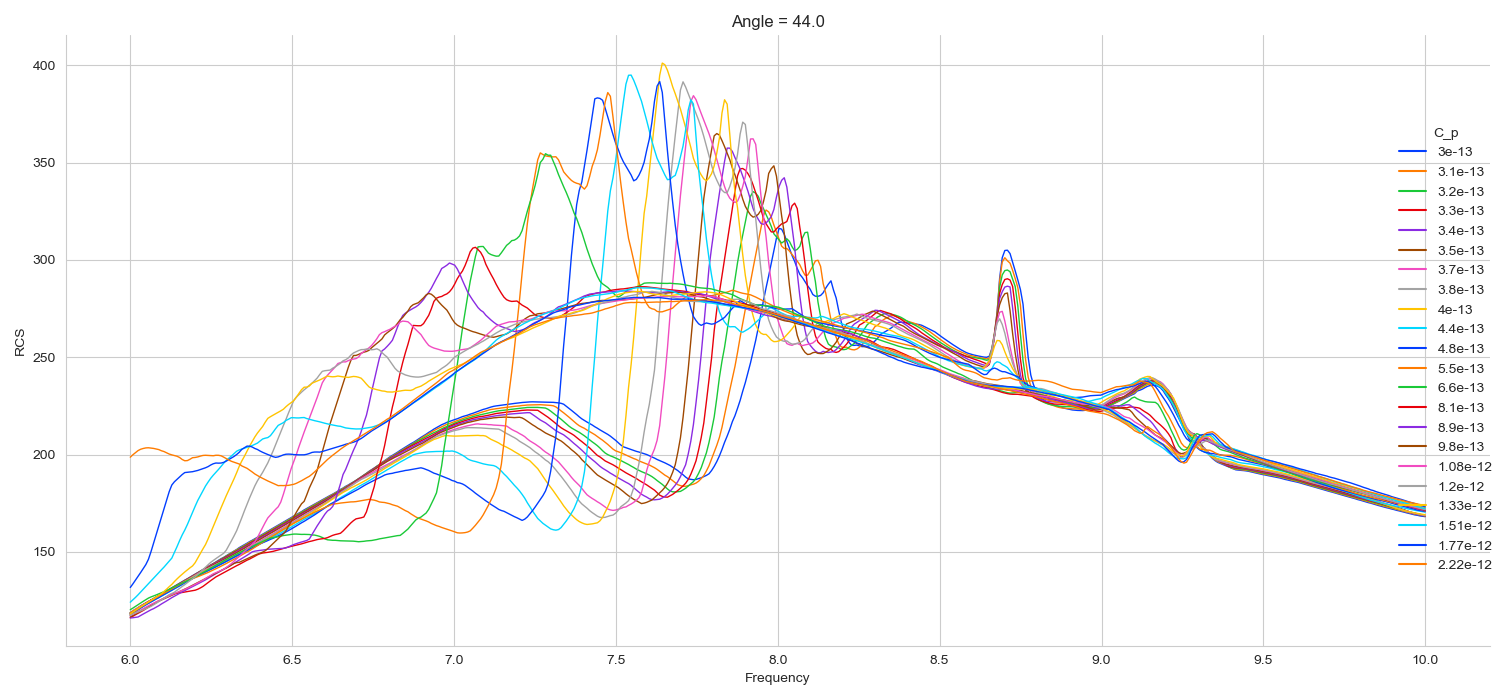 Angle = 44.0
400
350
300
250
200
150
RCS
6.0 6.5 7.0 7.5 8.0 8.5 9.0 9.5 10.0
Frequency
C_p
3e-13
3.1e-13
3.2e-13
3.3e-13
3.4e-13
3.5e-13
3.7e-13
3.8e-13
4e-13
4.4e-13
4.8e-13
5.5e-13
6.6e-13
8.1e-13
8.9e-13
9.8e-13
1.08e-12
1.2e-12
1.33e-12
1.51e-12
1.77e-12
2.22e-12